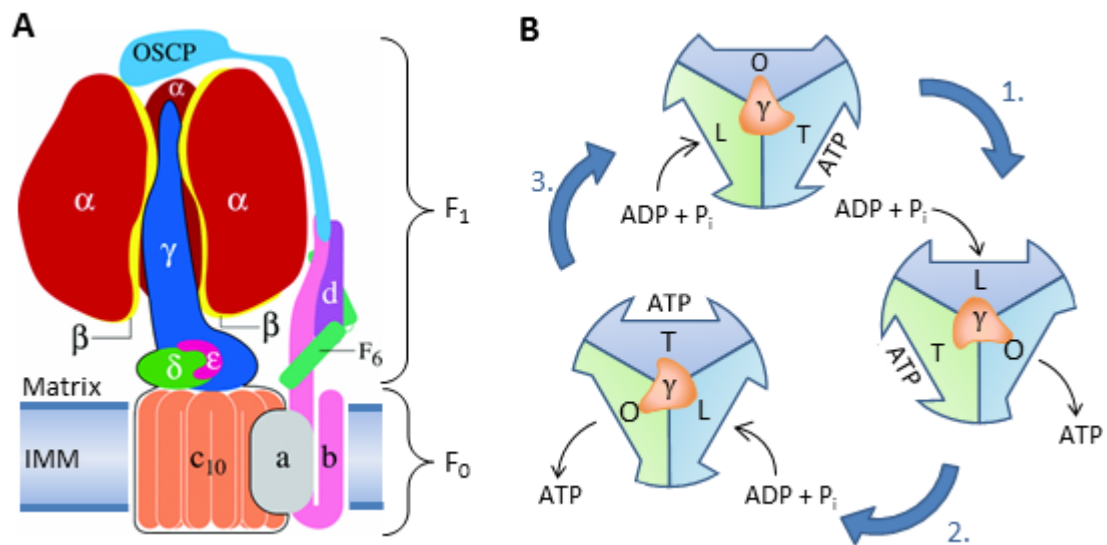 A
OSCP
α
α
α
γ
d
β
β
F₆
δ
ε
F₁
Matrix
IMM
c₁₀
a
b
F₀
B
O
γ
L
T
ATP
ADP + Pᵢ
1.
ADP + Pᵢ
L
γ
T
O
ATP
ATP
2.
ATP
T
γ
O
L
ATP
ADP + Pᵢ
3.